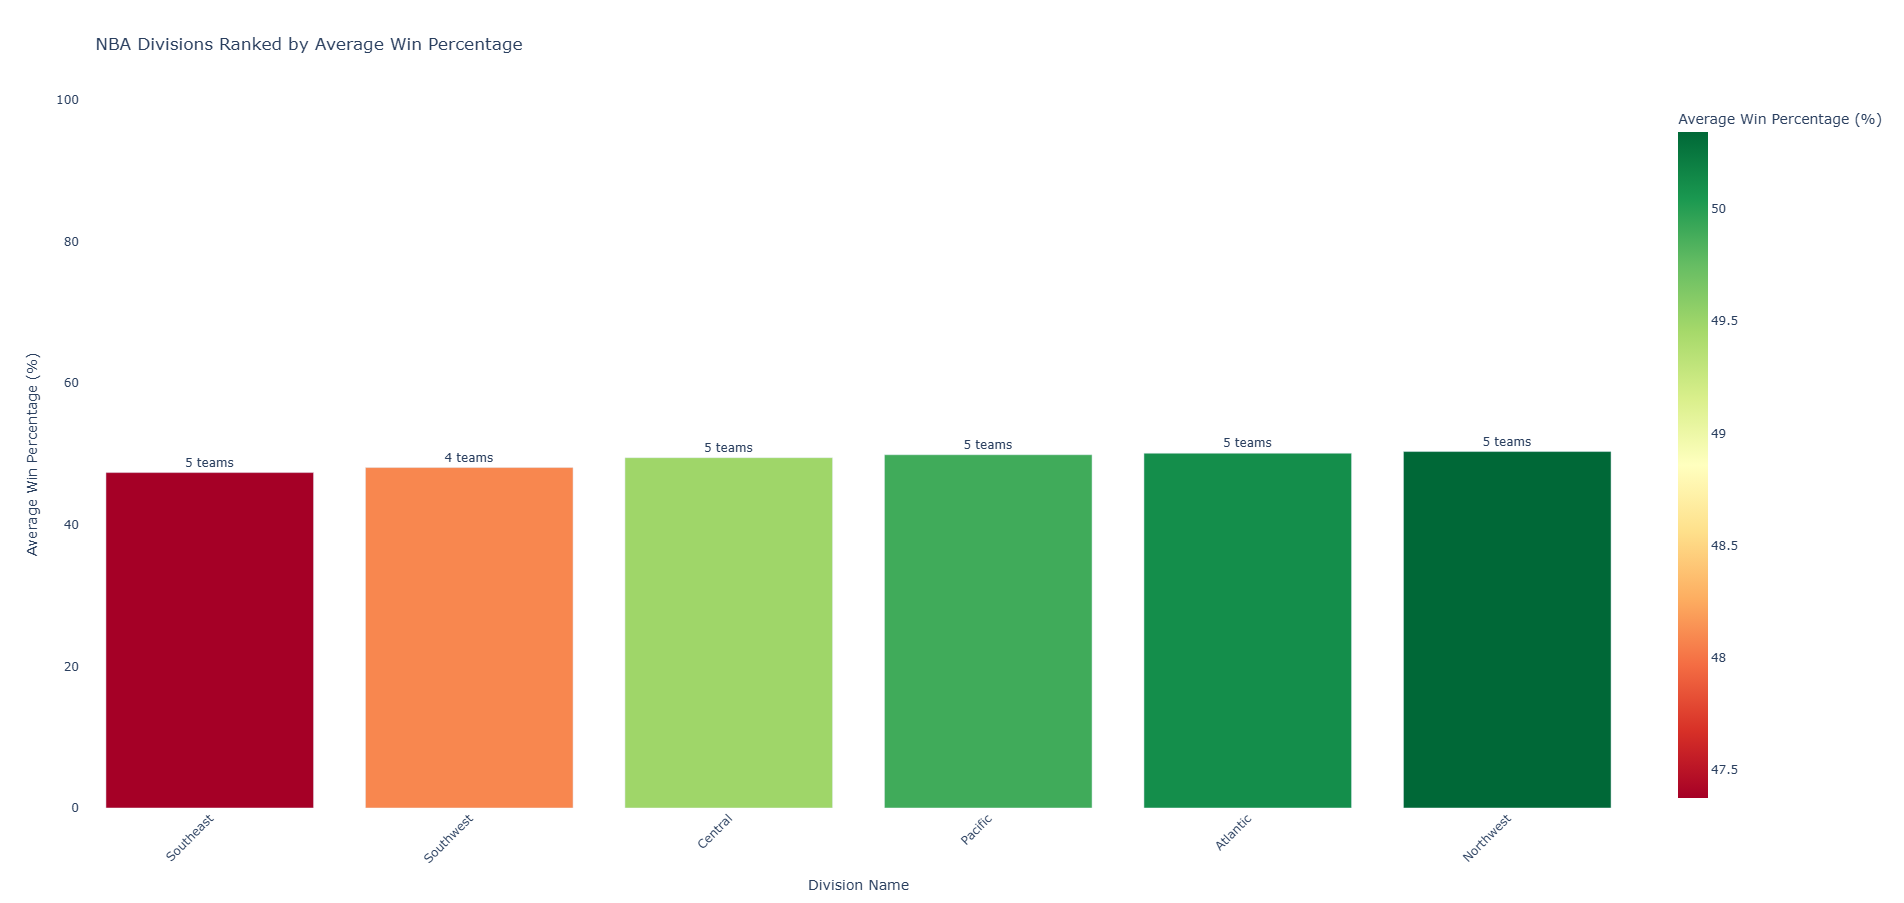 NBA Divisions Ranked by Average Win Percentage
Average Win Percentage (%)
100
80
60
40
20
0
5 teams
4 teams
5 teams
5 teams
5 teams
5 teams
Southeast
Southwest
Central
Pacific
Atlantic
Northwest
Division Name
Average Win Percentage (%)
50
49.5
49
48.5
48
47.5